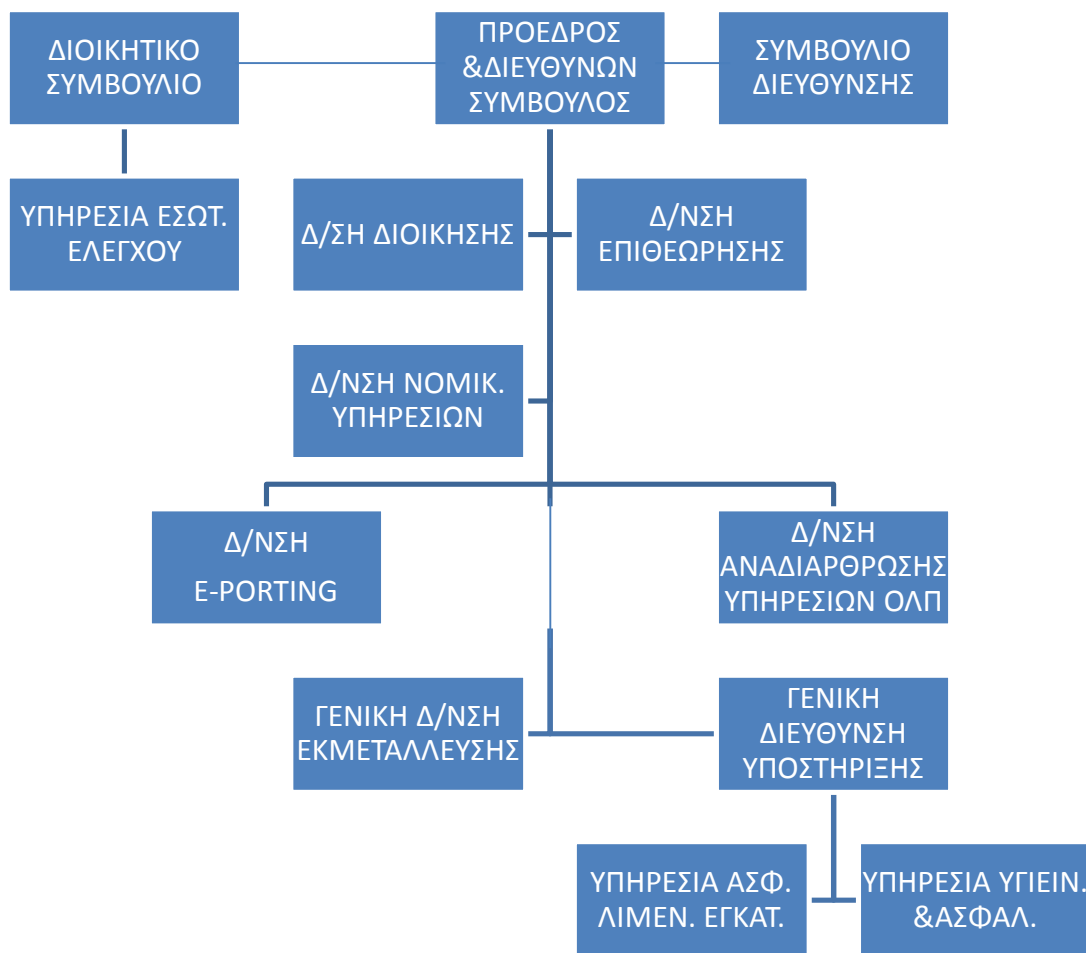 ΔΙΟΙΚΗΤΙΚΟ
ΣΥΜΒΟΥΛΙΟ
ΠΡΟΕΔΡΟΣ
&ΔΙΕΥΘΥΝΩΝ
ΣΥΜΒΟΥΛΟΣ
ΣΥΜΒΟΥΛΙΟ
ΔΙΕΥΘΥΝΣΗΣ
ΥΠΗΡΕΣΙΑ ΕΣΩΤ.
ΕΛΕΓΧΟΥ
Δ/ΣΗ ΔΙΟΙΚΗΣΗΣ
Δ/ΝΣΗ
ΕΠΙΘΕΩΡΗΣΗΣ
Δ/ΝΣΗ ΝΟΜΙΚ.
ΥΠΗΡΕΣΙΩΝ
Δ/ΝΣΗ
E-PORTING
Δ/ΝΣΗ
ΑΝΑΔΙΑΡΘΡΩΣΗΣ
ΥΠΗΡΕΣΙΩΝ ΟΛΠ
ΓΕΝΙΚΗ Δ/ΝΣΗ
ΕΚΜΕΤΑΛΛΕΥΣΗΣ
ΓΕΝΙΚΗ
ΔΙΕΥΘΥΝΣΗ
ΥΠΟΣΤΗΡΙΞΗΣ
ΥΠΗΡΕΣΙΑ ΑΣΦ.
ΛΙΜΕΝ. ΕΓΚΑΤ.
ΥΠΗΡΕΣΙΑ ΥΓΙΕΙΝ.
&ΑΣΦΑΛ.